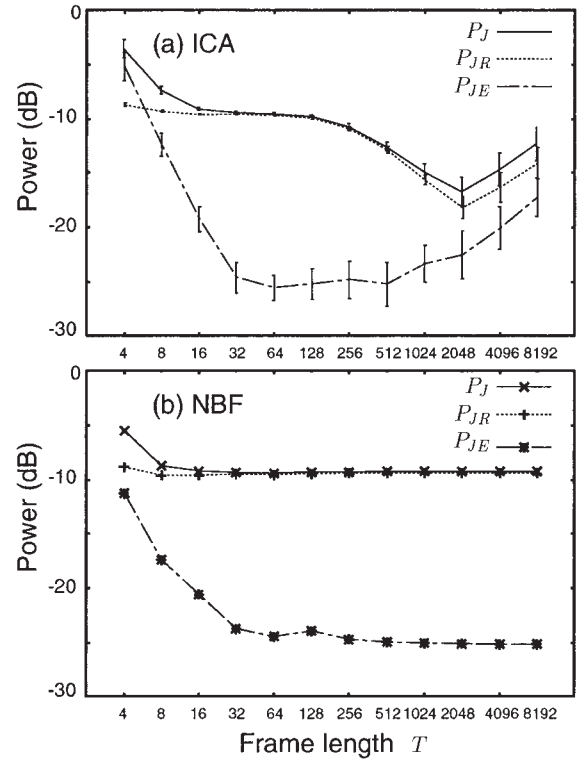 0
(a) ICA
P_J
P_JR
P_JE
-10
-20
-30
Power (dB)
4 8 16 32 64 128 256 512 1024 2048 4096 8192
0
(b) NBF
P_J
P_JR
P_JE
-10
-20
-30
Power (dB)
4 8 16 32 64 128 256 512 1024 2048 4096 8192
Frame length T